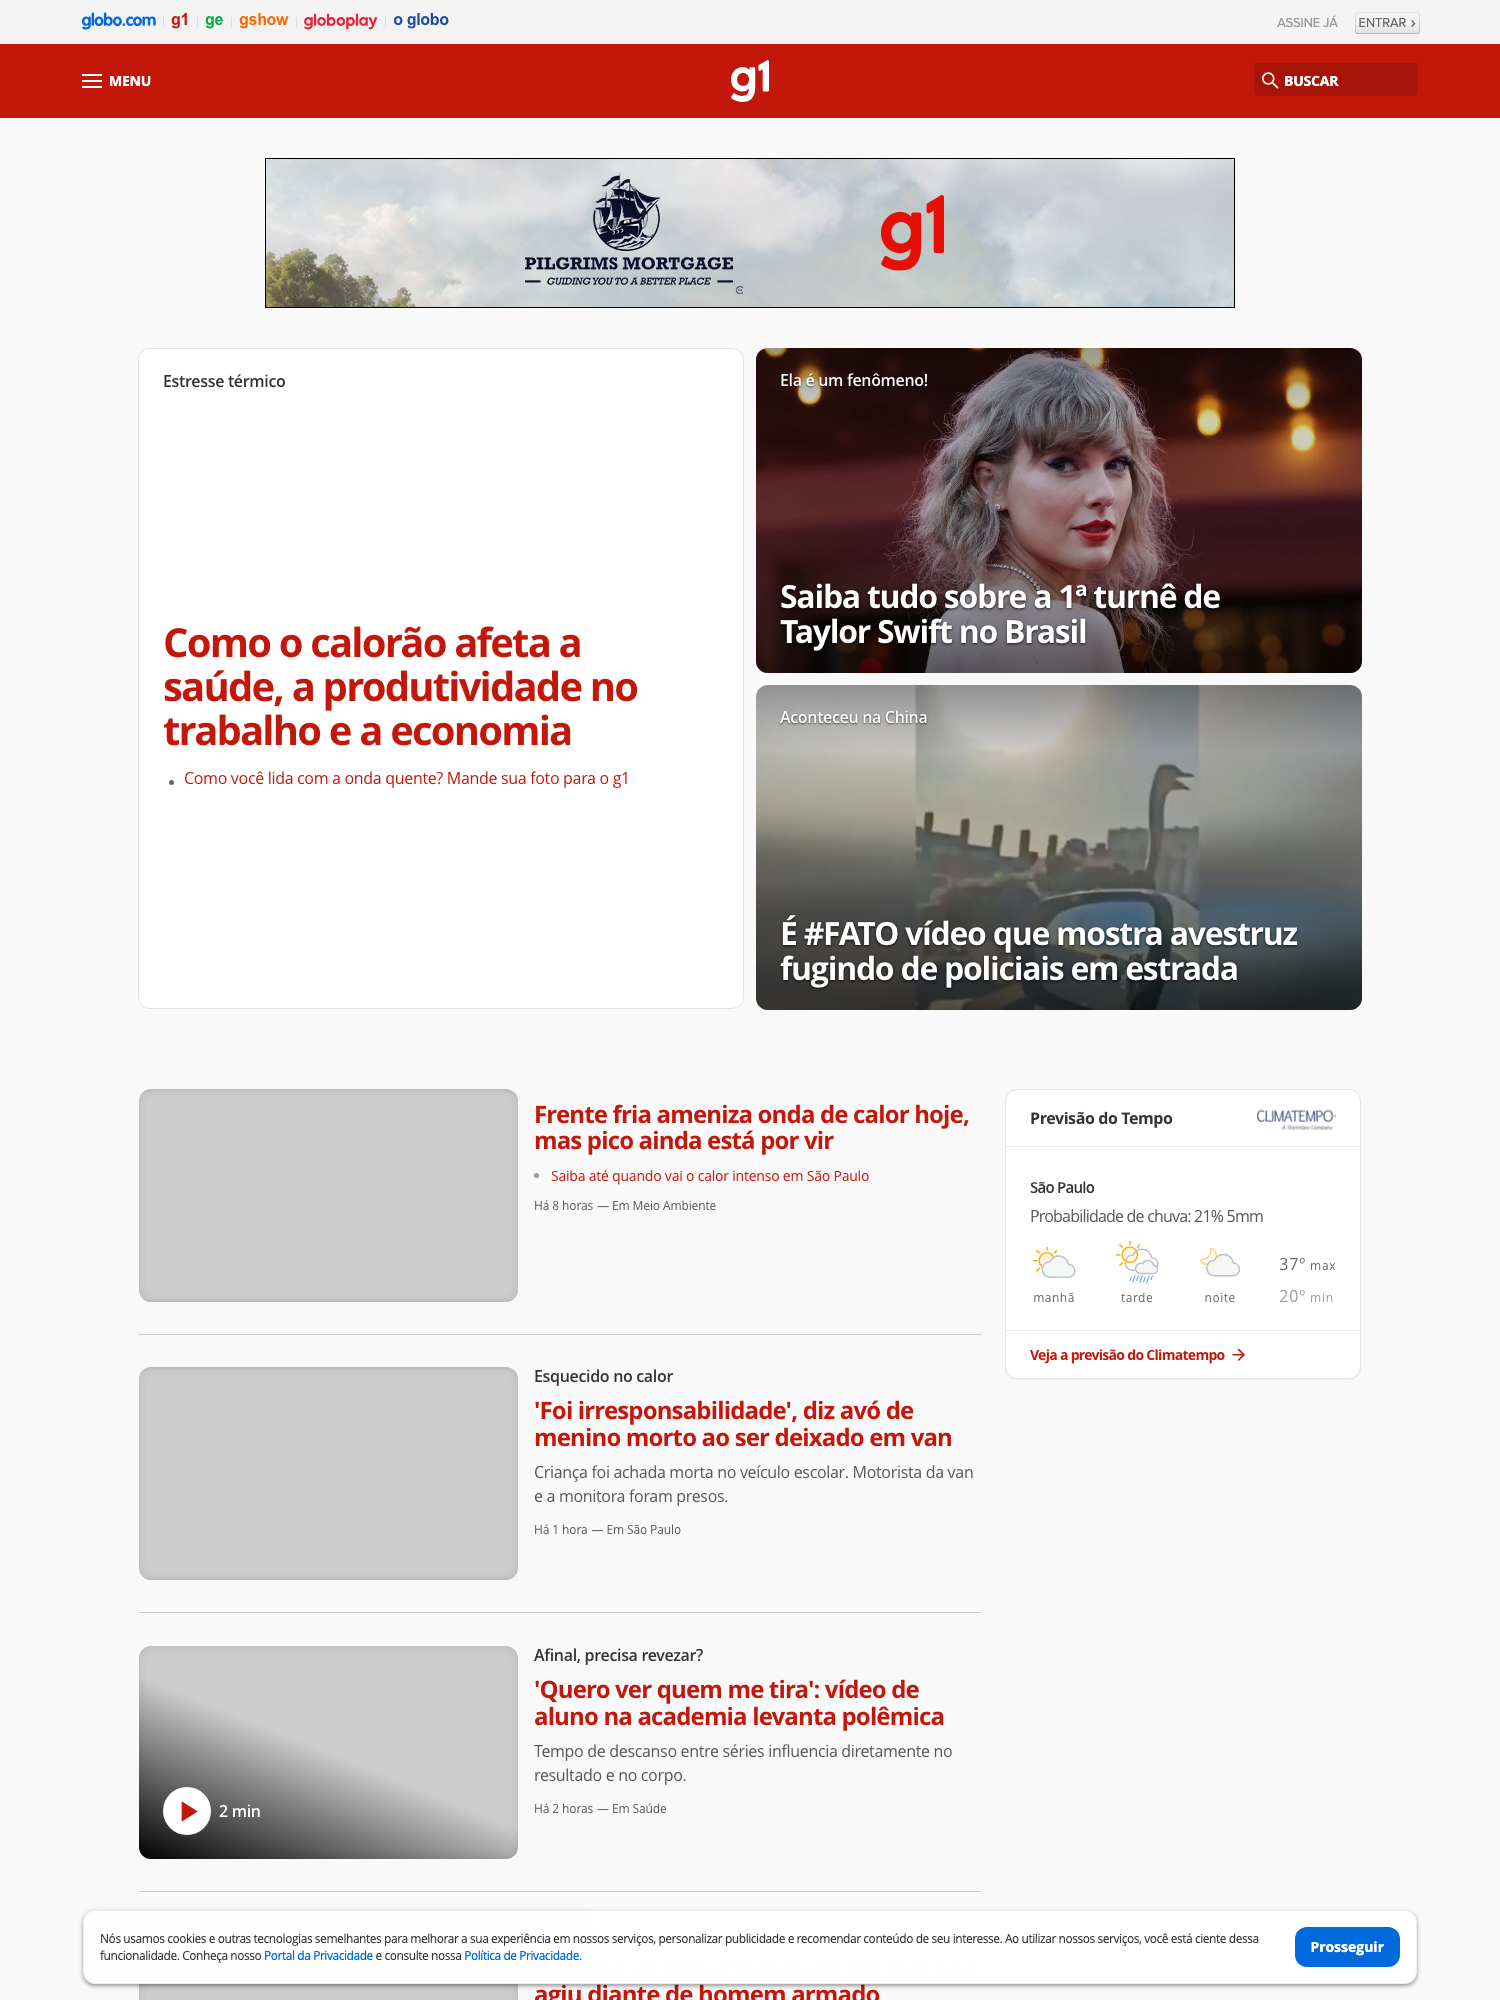 globo.com g1 ge gshow globoplay o globo
ASSINE JÁ ENTRAR ›
MENU
g1
BUSCAR
PILGRIMS MORTGAGE
GUIDING YOU TO A BETTER PLACE
g1
Estresse térmico
Como o calorão afeta a
saúde, a produtividade no
trabalho e a economia
Como você lida com a onda quente? Mande sua foto para o g1
Ela é um fenômeno!
Saiba tudo sobre a 1ª turnê de
Taylor Swift no Brasil
Aconteceu na China
É #FATO vídeo que mostra avestruz
fugindo de policiais em estrada
Frente fria ameniza onda de calor hoje,
mas pico ainda está por vir
Saiba até quando vai o calor intenso em São Paulo
Há 8 horas — Em Meio Ambiente
Previsão do Tempo
CLIMATEMPO
A StormGeo Company
São Paulo
Probabilidade de chuva: 21% 5mm
manhã tarde noite
37º max
20º min
Veja a previsão do Climatempo
Esquecido no calor
'Foi irresponsabilidade', diz avó de
menino morto ao ser deixado em van
Criança foi achada morta no veículo escolar. Motorista da van
e a monitora foram presos.
Há 1 hora — Em São Paulo
Afinal, precisa revezar?
'Quero ver quem me tira': vídeo de
aluno na academia levanta polêmica
Tempo de descanso entre séries influencia diretamente no
resultado e no corpo.
Há 2 horas — Em Saúde
2 min
Nós usamos cookies e outras tecnologias semelhantes para melhorar a sua experiência em nossos serviços, personalizar publicidade e recomendar conteúdo de seu interesse. Ao utilizar nossos serviços, você está ciente dessa
funcionalidade. Conheça nosso Portal da Privacidade e consulte nossa Política de Privacidade.
Prosseguir
agiu diante de homem armado